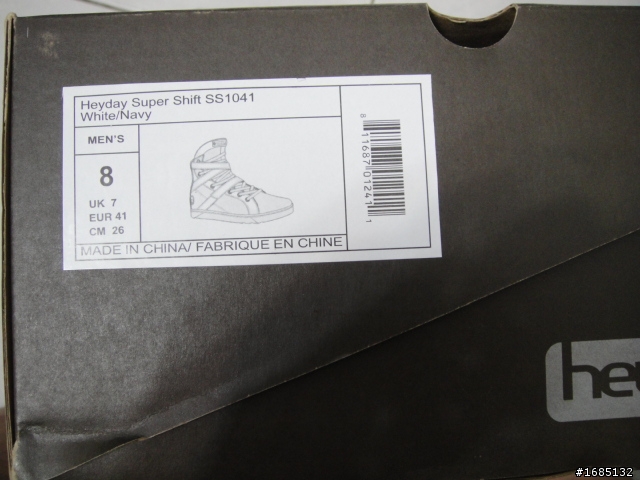 Heyday Super Shift SS1041
White/Navy
MEN'S
8
UK 7
EUR 41
CM 26
MADE IN CHINA/ FABRIQUE EN CHINE
8 11687 01241 1
#1685132